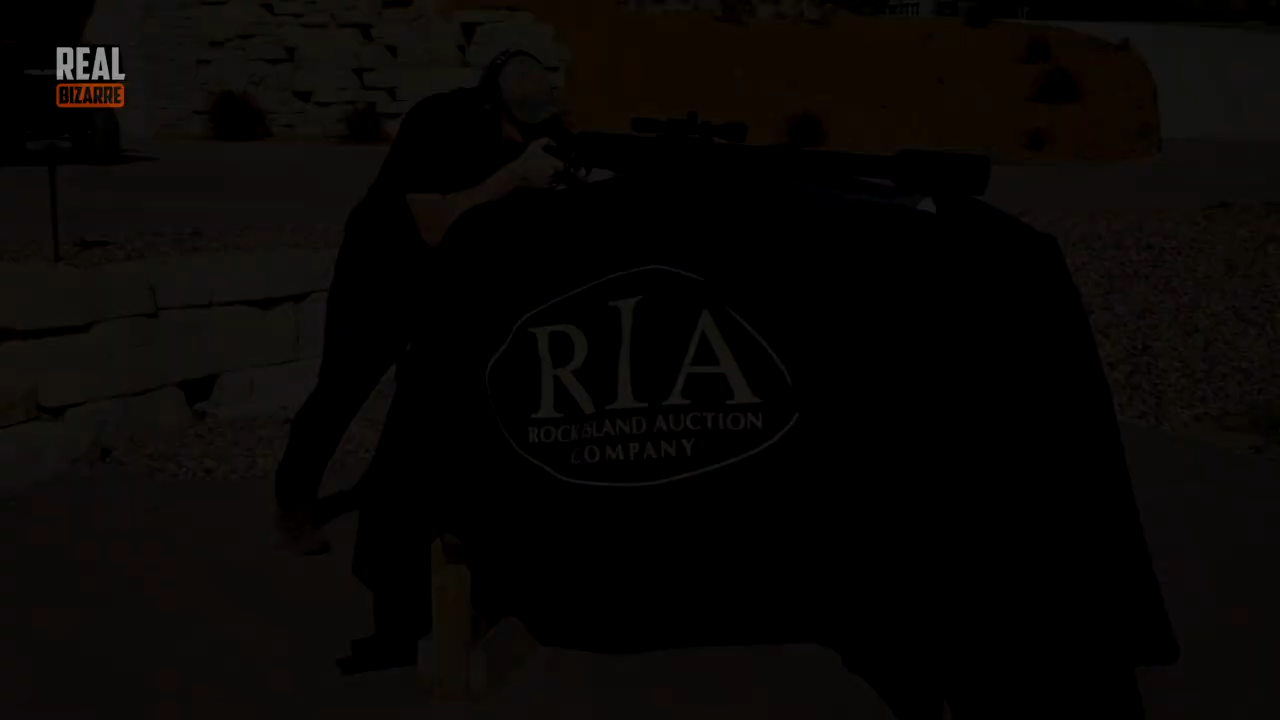 REAL
BIZARRE
RIA
ROCK ISLAND AUCTION
COMPANY